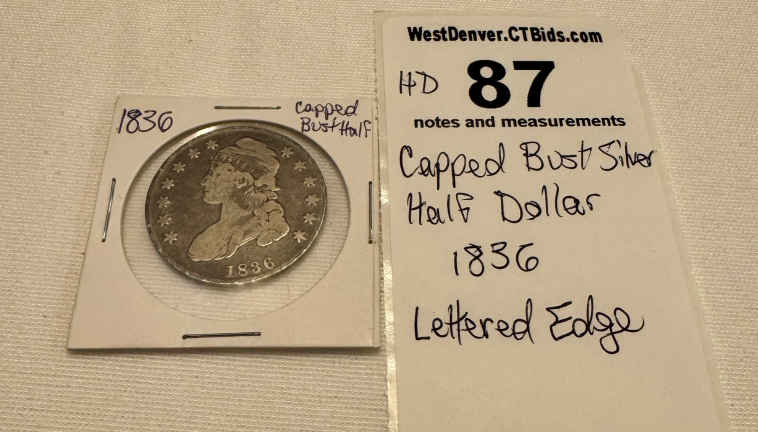 1836
Capped
Bust Half
1836
WestDenver.CTBids.com
HD 87
notes and measurements
Capped Bust Silver
Half Dollar
1836
Lettered Edge